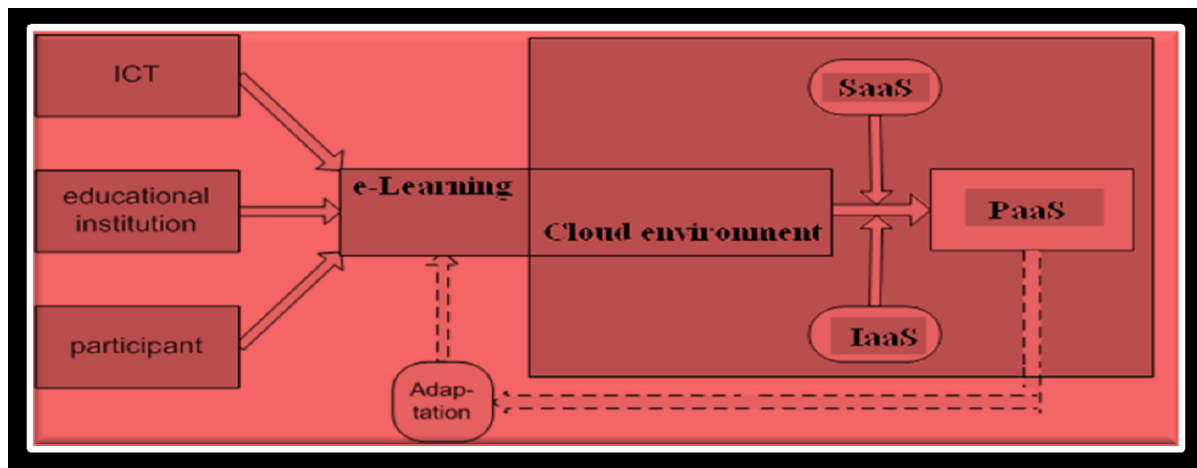 ICT
educational
institution
participant
e-Learning
Cloud environment
SaaS
PaaS
IaaS
Adap-
tation